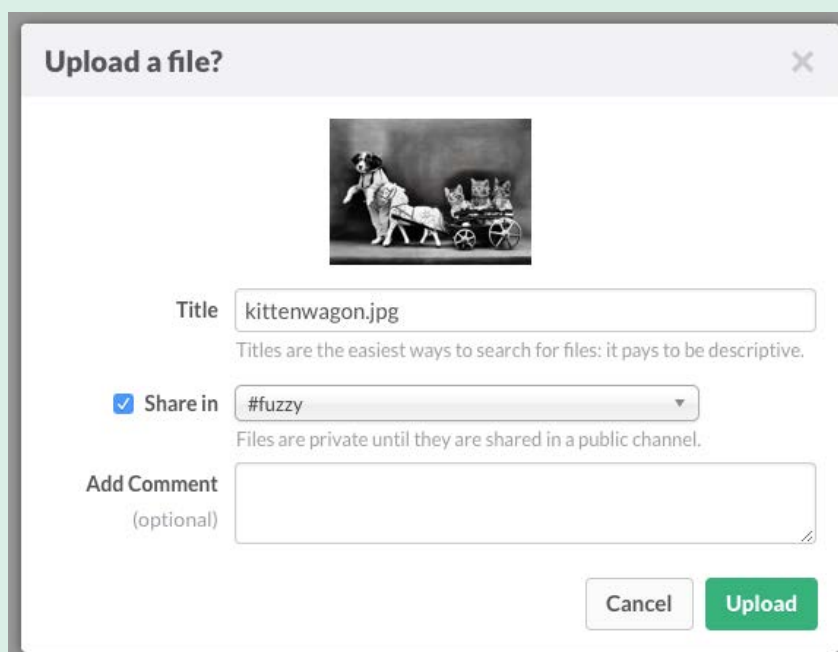 Upload a file?
Title
kittenwagon.jpg
Titles are the easiest ways to search for files: it pays to be descriptive.
Share in
#fuzzy
Files are private until they are shared in a public channel.
Add Comment
(optional)
Cancel
Upload